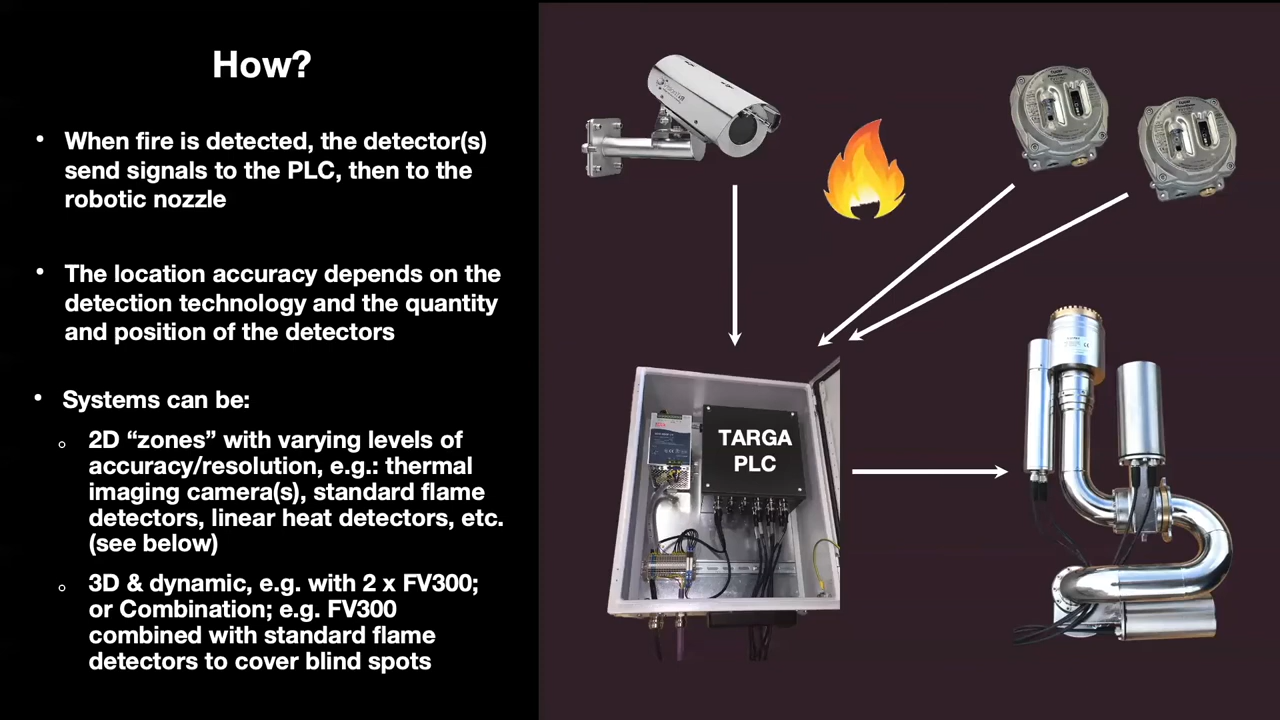 How?
• When fire is detected, the detector(s)
send signals to the PLC, then to the
robotic nozzle
• The location accuracy depends on the
detection technology and the quantity
and position of the detectors
• Systems can be:
○ 2D “zones” with varying levels of
accuracy/resolution, e.g.: thermal
imaging camera(s), standard flame
detectors, linear heat detectors, etc.
(see below)
○ 3D & dynamic, e.g. with 2 x FV300;
or Combination; e.g. FV300
combined with standard flame
detectors to cover blind spots
TARGA
PLC